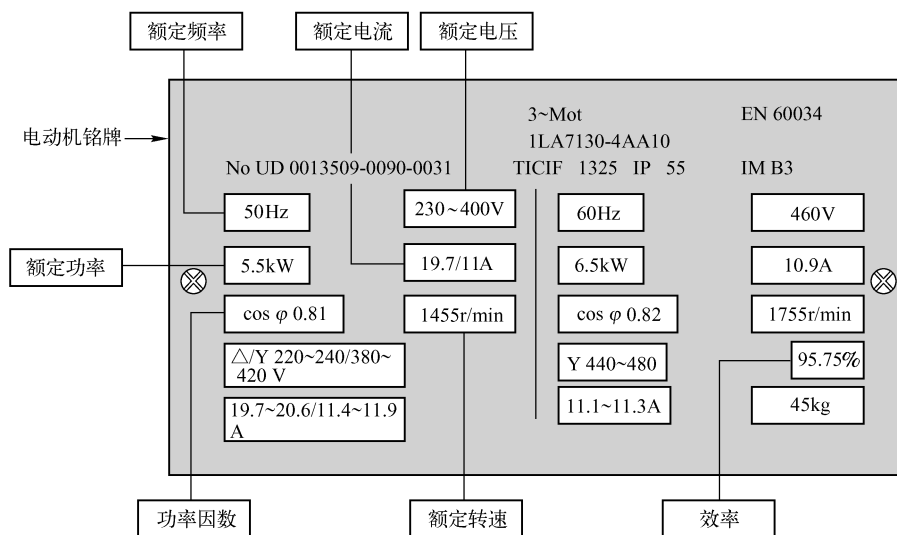 额定频率
额定电流
额定电压
电动机铭牌
3~Mot
EN 60034
1LA7130-4AA10
No UD 0013509-0090-0031
TICIF 1325 IP 55
IM B3
50Hz
230~400V
60Hz
460V
额定功率
5.5kW
19.7/11A
6.5kW
10.9A
cos φ 0.81
1455r/min
cos φ 0.82
1755r/min
△/Y 220~240/380~
420 V
Y 440~480
95.75%
19.7~20.6/11.4~11.9
A
11.1~11.3A
45kg
功率因数
额定转速
效率